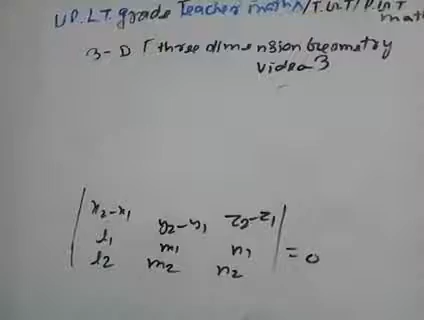 U.P.L.T. grade Teacher maths/T.G.T/P.G.T
math
3-D [three dimension Geometry
Video 3
| x₂-x₁ y₂-y₁ z₂-z₁ |
| l₁ m₁ n₁ | = 0
| l₂ m₂ n₂ |